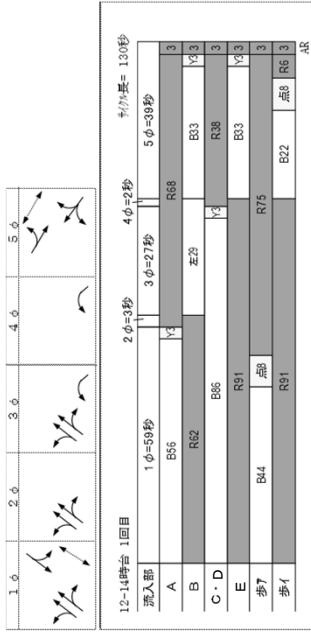 1φ 2φ 3φ 4φ 5φ
12-14時台 1回目 サイクル長= 130秒
流入部 1φ=59秒 2φ=3秒 3φ=27秒 4φ=2秒 5φ=39秒
A B56 Y3 R68 3
B R62 左29 B33 Y3 3
C・D B86 Y3 R38 3
E R91 B33 Y3 3
歩ア B44 点8 R75 3
歩イ R91 B22 点8 R6 3
AR